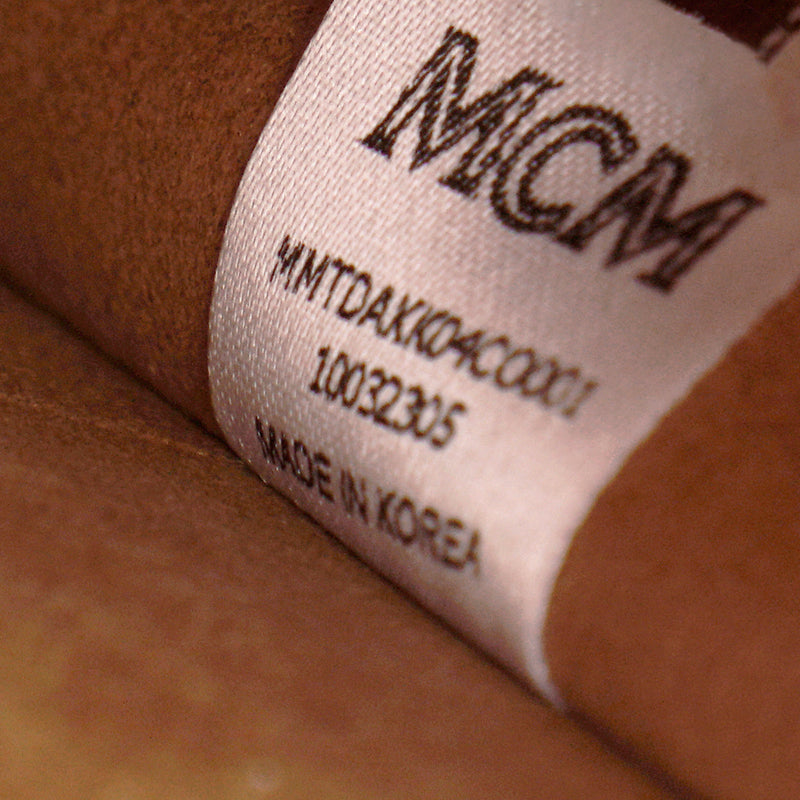 MCM
MMTDAKK04CO001
10032305
MADE IN KOREA